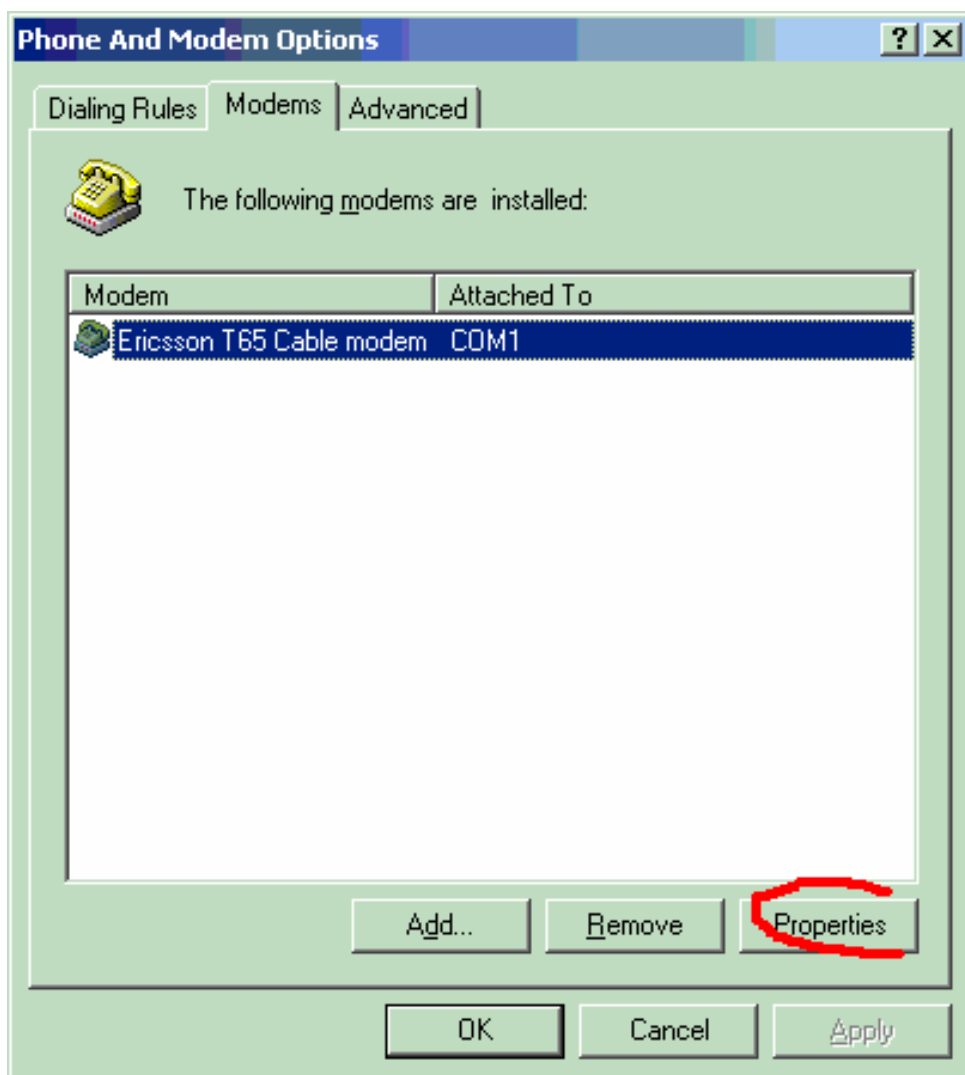 Phone And Modem Options ? X
Dialing Rules Modems Advanced
The following modems are installed:
Modem Attached To
Ericsson T65 Cable modem COM1
Add... Remove Properties
OK Cancel Apply